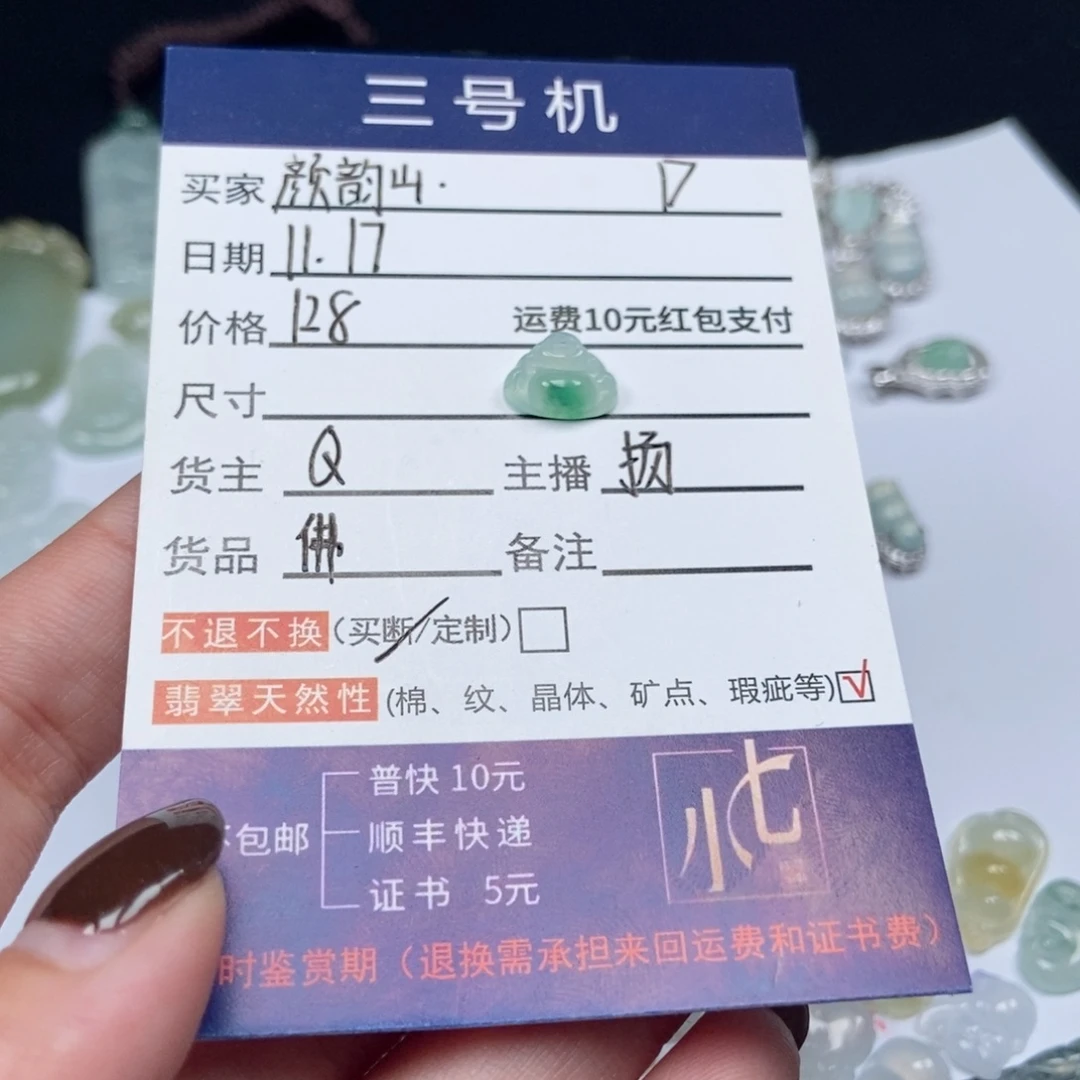 三号机
买家 颜韵山. D
日期 11.17
价格 128 运费10元红包支付
尺寸
货主 Q 主播 扬
货品 佛 备注
不退不换(买断/定制)
翡翠天然性(棉、纹、晶体、矿点、瑕疵等)√
普快10元
包邮 顺丰快递
证书 5元
小七
时鉴赏期(退换需承担来回运费和证书费)